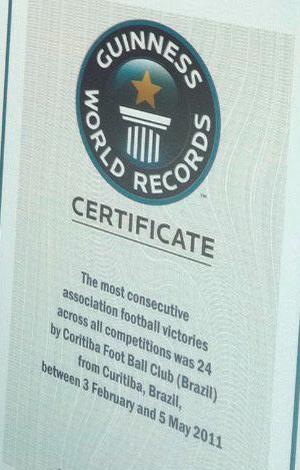 GUINNESS
WORLD RECORDS
™
CERTIFICATE
The most consecutive
association football victories
across all competitions was 24
by Coritiba Foot Ball Club (Brazil)
from Curitiba, Brazil,
between 3 February and 5 May 2011